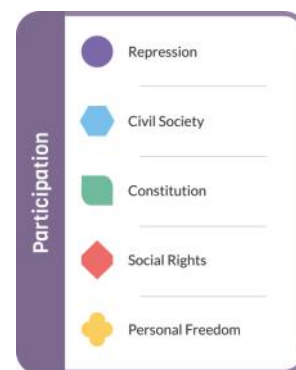 Participation
Repression
Civil Society
Constitution
Social Rights
Personal Freedom